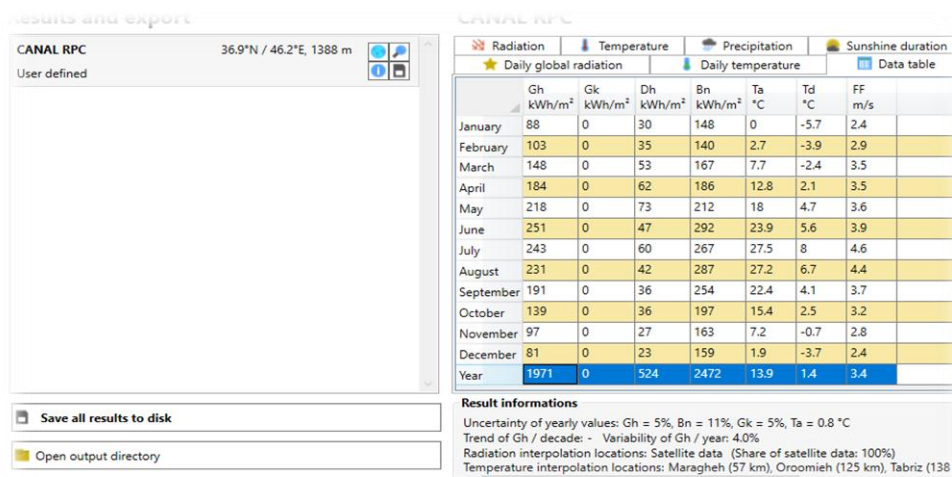 Results and export
CANAL RPC 36.9°N / 46.2°E, 1388 m
User defined
Save all results to disk
Open output directory
CANAL RPC
Radiation Temperature Precipitation Sunshine duration
Daily global radiation Daily temperature Data table
Gh Gk Dh Bn Ta Td FF
kWh/m² kWh/m² kWh/m² kWh/m² °C °C m/s
January 88 0 30 148 0 -5.7 2.4
February 103 0 35 140 2.7 -3.9 2.9
March 148 0 53 167 7.7 -2.4 3.5
April 184 0 62 186 12.8 2.1 3.5
May 218 0 73 212 18 4.7 3.6
June 251 0 47 292 23.9 5.6 3.9
July 243 0 60 267 27.5 8 4.6
August 231 0 42 287 27.2 6.7 4.4
September 191 0 36 254 22.4 4.1 3.7
October 139 0 36 197 15.4 2.5 3.2
November 97 0 27 163 7.2 -0.7 2.8
December 81 0 23 159 1.9 -3.7 2.4
Year 1971 0 524 2472 13.9 1.4 3.4
Result informations
Uncertainty of yearly values: Gh = 5%, Bn = 11%, Gk = 5%, Ta = 0.8 °C
Trend of Gh / decade: - Variability of Gh / year: 4.0%
Radiation interpolation locations: Satellite data (Share of satellite data: 100%)
Temperature interpolation locations: Maragheh (57 km), Oroomieh (125 km), Tabriz (138